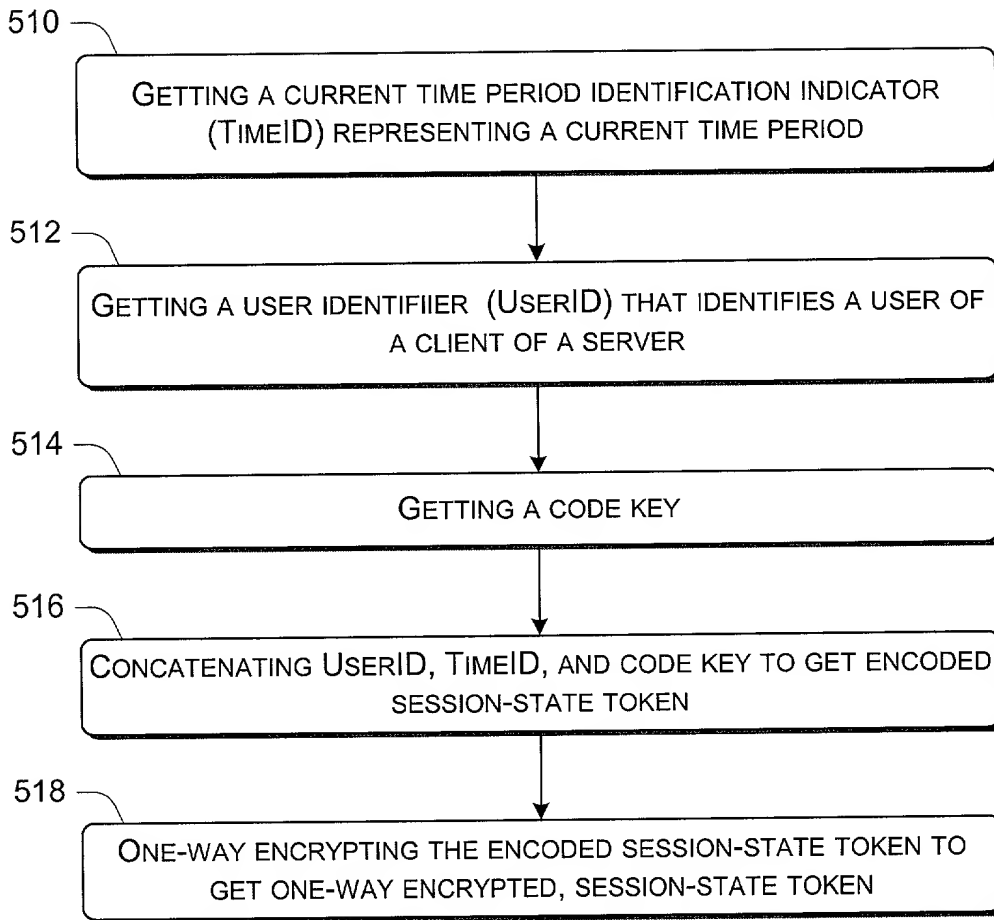 510
GETTING A CURRENT TIME PERIOD IDENTIFICATION INDICATOR
(TIMEID) REPRESENTING A CURRENT TIME PERIOD
512
GETTING A USER IDENTIFIIER (USERID) THAT IDENTIFIES A USER OF
A CLIENT OF A SERVER
514
GETTING A CODE KEY
516
CONCATENATING USERID, TIMEID, AND CODE KEY TO GET ENCODED
SESSION-STATE TOKEN
518
ONE-WAY ENCRYPTING THE ENCODED SESSION-STATE TOKEN TO
GET ONE-WAY ENCRYPTED, SESSION-STATE TOKEN